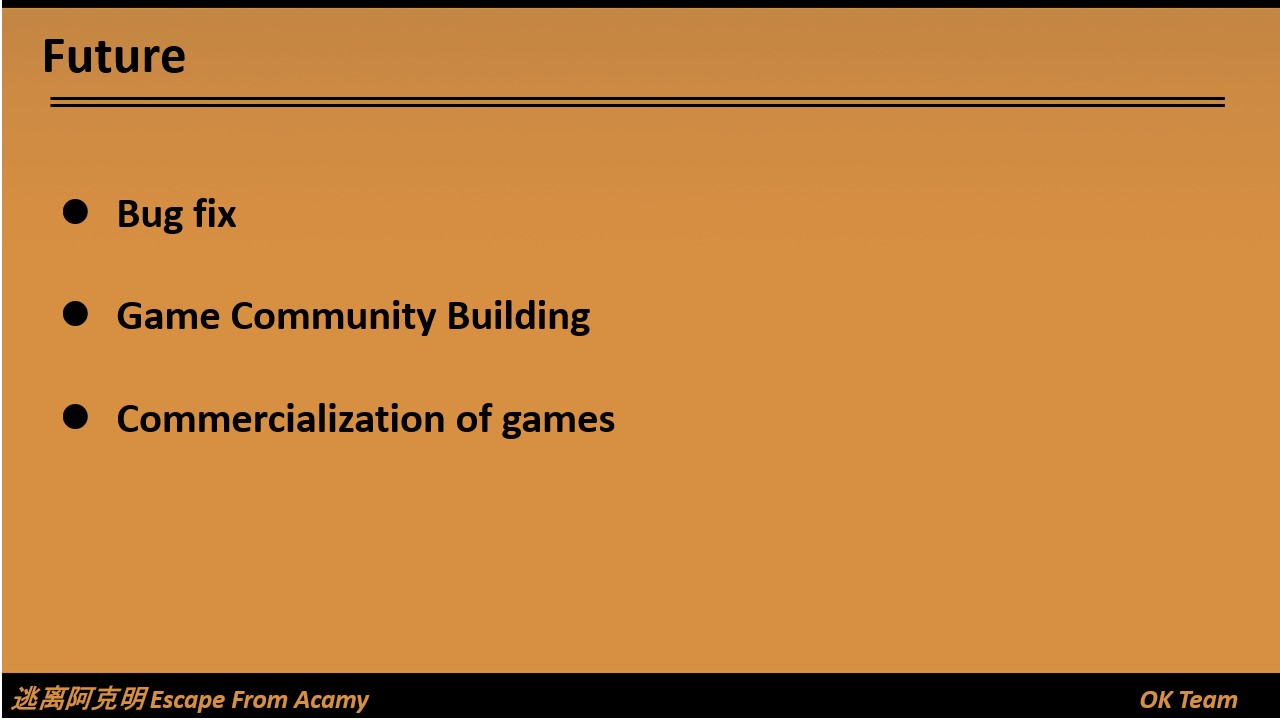 Future
● Bug fix
● Game Community Building
● Commercialization of games
逃离阿克明 Escape From Acamy
OK Team